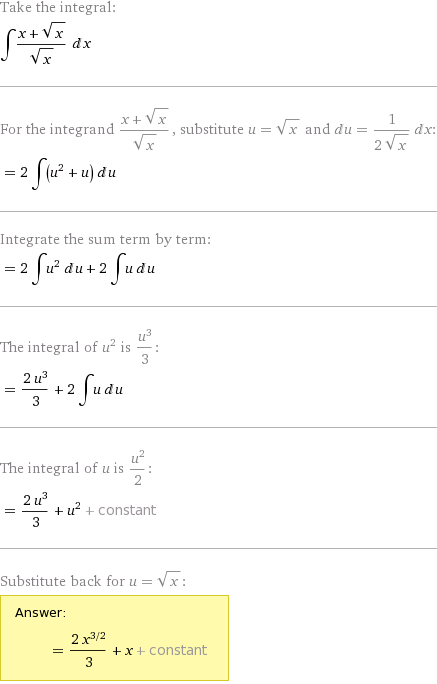 Take the integral:
∫ (x + √x)/√x dx
For the integrand (x + √x)/√x, substitute u = √x and du = 1/(2√x) dx:
= 2 ∫(u² + u) du
Integrate the sum term by term:
= 2 ∫u² du + 2 ∫u du
The integral of u² is u³/3:
= 2u³/3 + 2 ∫u du
The integral of u is u²/2:
= 2u³/3 + u² + constant
Substitute back for u = √x:
Answer:
= 2x^(3/2)/3 + x + constant